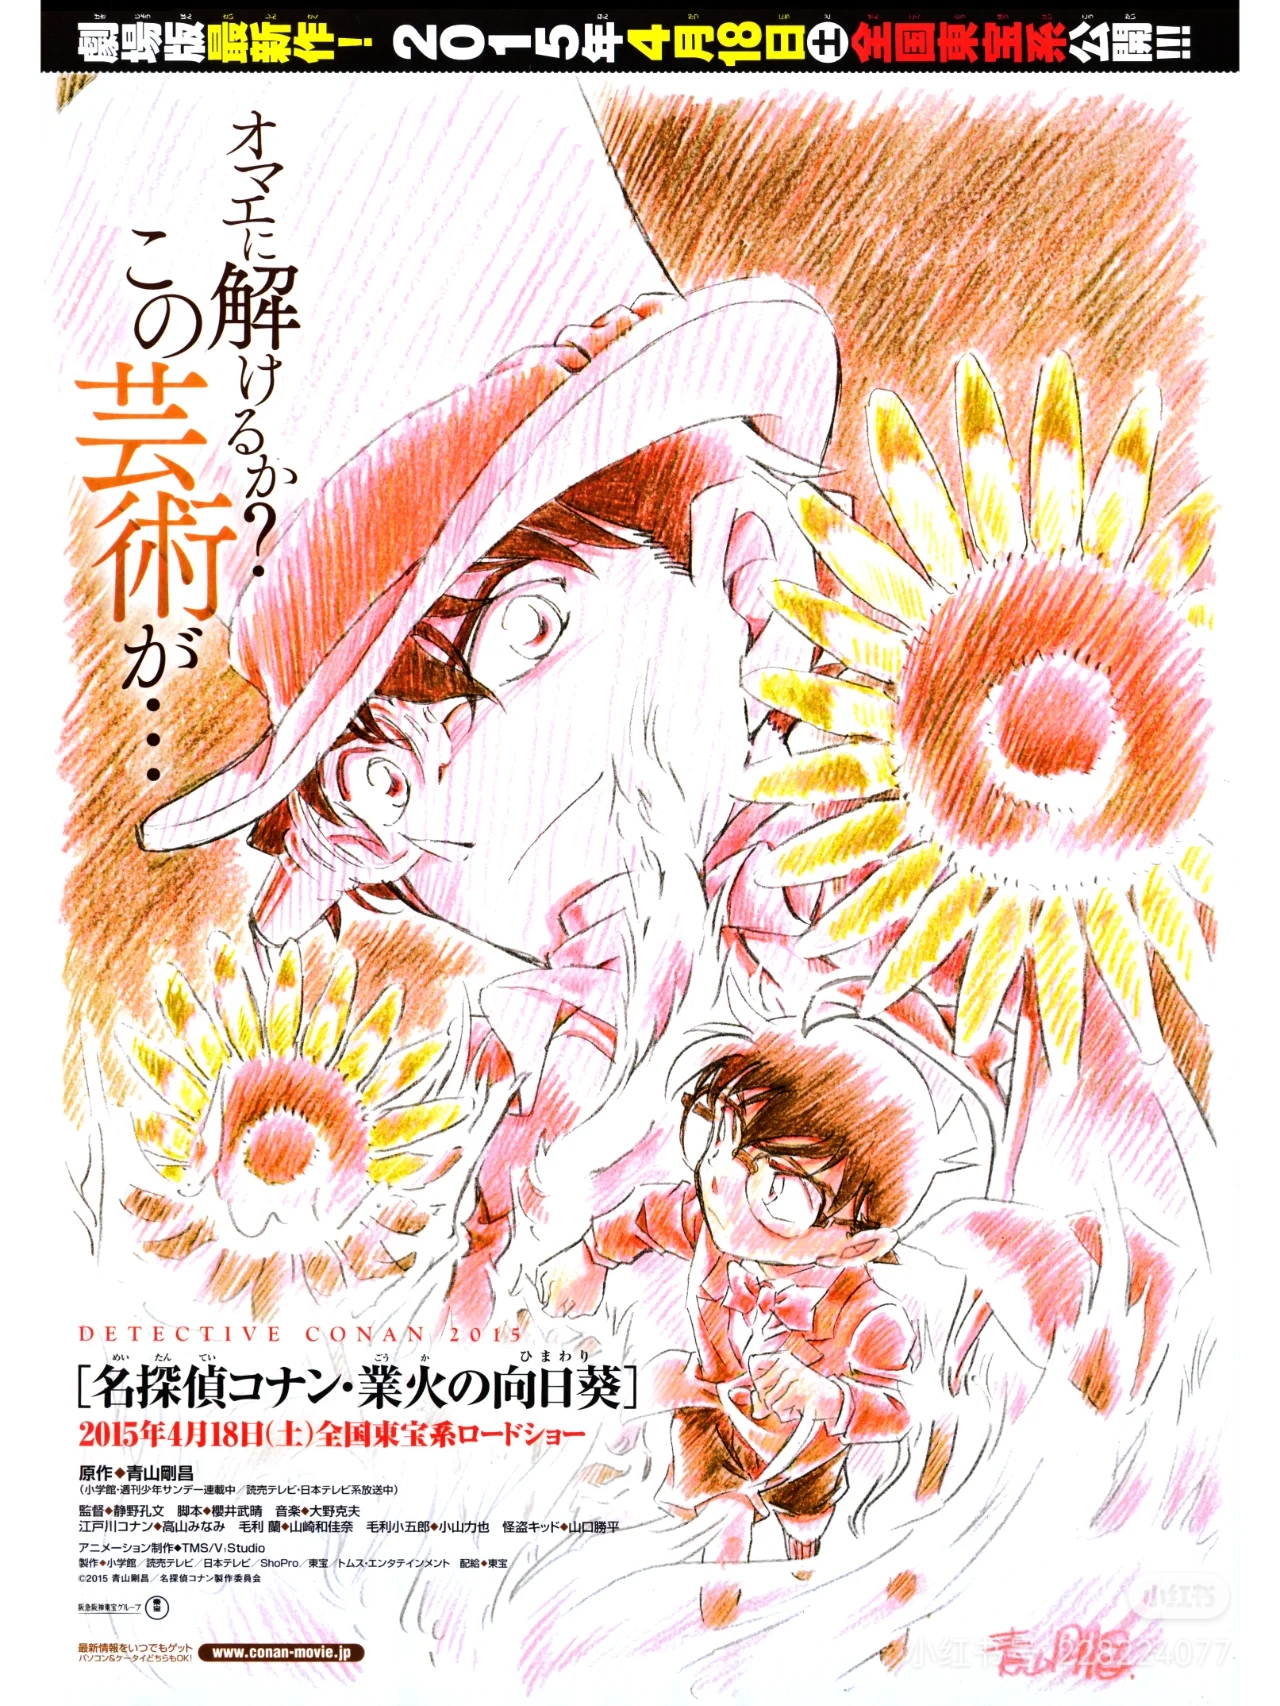 劇場版最新作! 2015年4月18日㊏全国東宝系公開!!!
オマエに解けるか?
この芸術が…
DETECTIVE CONAN 2015
めいたんてい ごうか ひまわり
[名探偵コナン・業火の向日葵]
2015年4月18日(土)全国東宝系ロードショー
原作◆青山剛昌
(小学館・週刊少年サンデー連載中/読売テレビ・日本テレビ系放送中)
監督◆静野孔文 脚本◆櫻井武晴 音楽◆大野克夫
江戸川コナン◆高山みなみ 毛利 蘭◆山崎和佳奈 毛利小五郎◆小山力也 怪盗キッド◆山口勝平
アニメーション制作◆TMS/V1Studio
製作◆小学館/読売テレビ/日本テレビ/ShoPro/東宝/トムス・エンタテインメント 配給◆東宝
©2015 青山剛昌/名探偵コナン製作委員会
阪急阪神東宝グループ 東宝
最新情報をいつでもゲット
パソコン&ケータイどちらもOK!
www.conan-movie.jp
小红书
小红书号:228224077